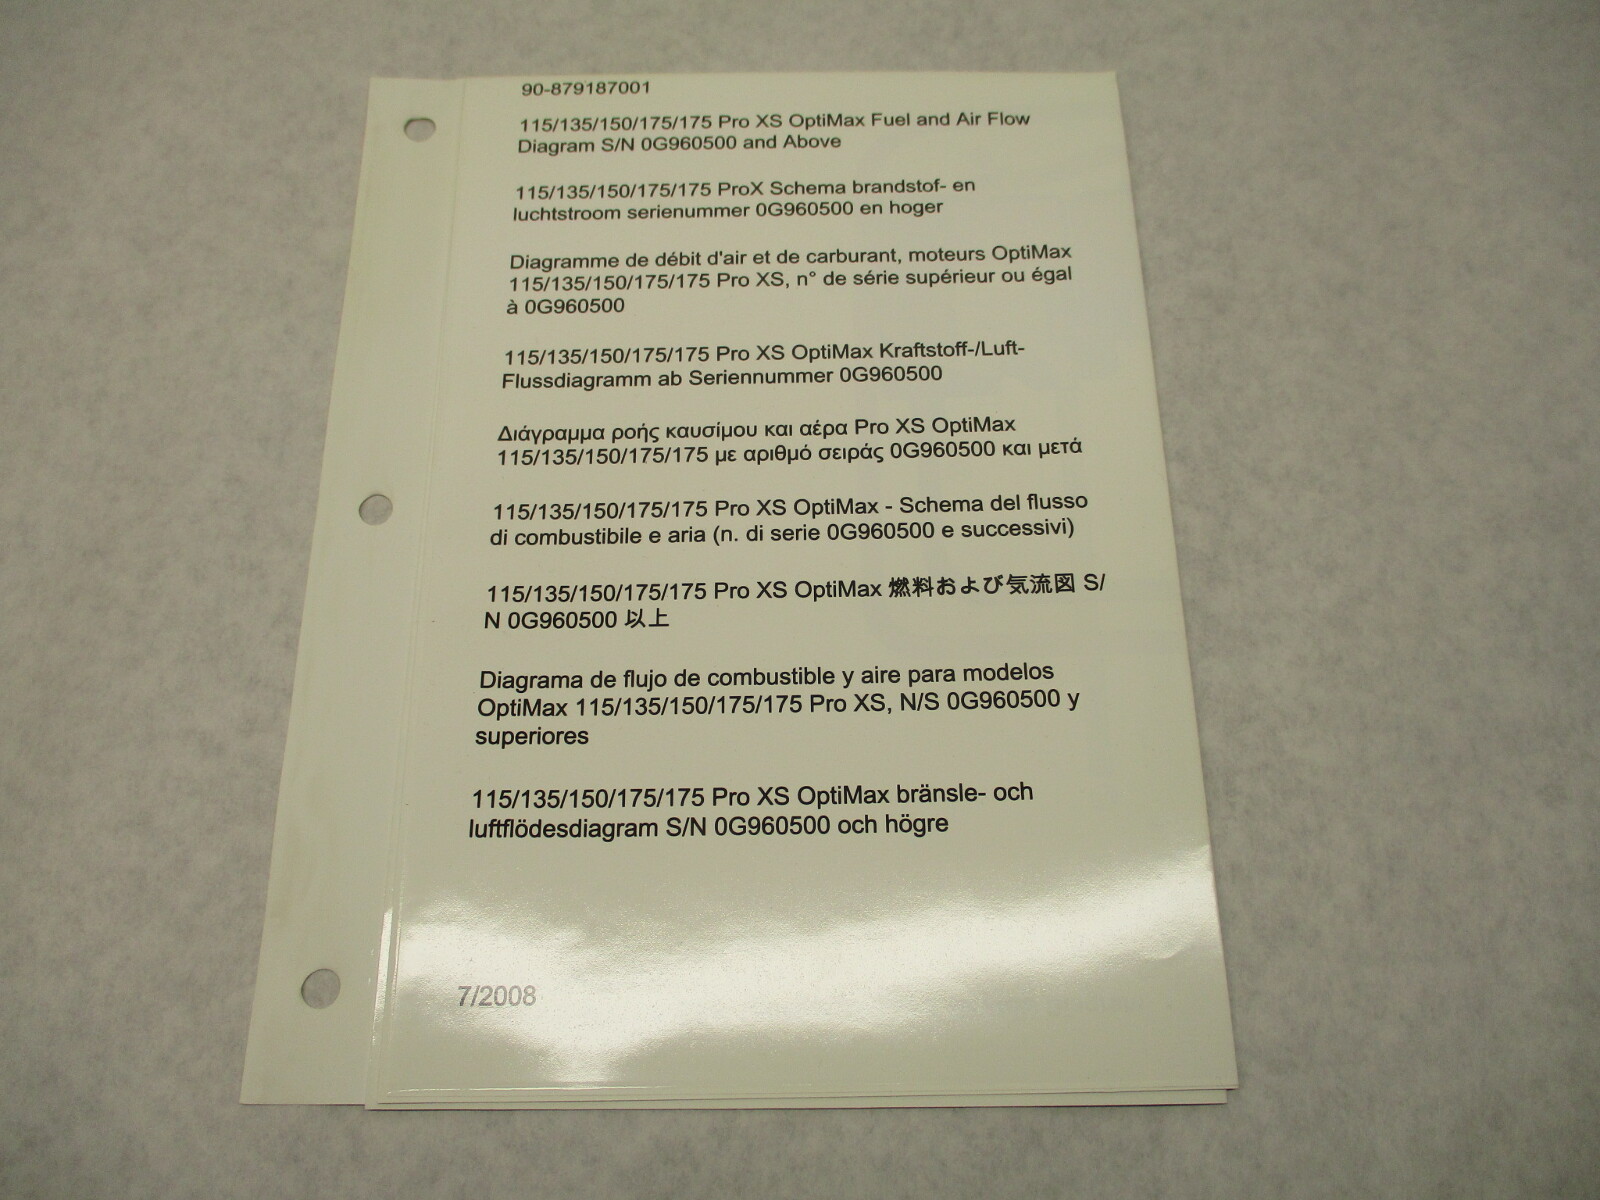 90-879187001
115/135/150/175/175 Pro XS OptiMax Fuel and Air Flow
Diagram S/N 0G960500 and Above
115/135/150/175/175 ProX Schema brandstof- en
luchtstroom serienummer 0G960500 en hoger
Diagramme de débit d'air et de carburant, moteurs OptiMax
115/135/150/175/175 Pro XS, n° de série supérieur ou égal
à 0G960500
115/135/150/175/175 Pro XS OptiMax Kraftstoff-/Luft-
Flussdiagramm ab Seriennummer 0G960500
Διάγραμμα ροής καυσίμου και αέρα Pro XS OptiMax
115/135/150/175/175 με αριθμό σειράς 0G960500 και μετά
115/135/150/175/175 Pro XS OptiMax - Schema del flusso
di combustibile e aria (n. di serie 0G960500 e successivi)
115/135/150/175/175 Pro XS OptiMax 燃料および気流図 S/
N 0G960500 以上
Diagrama de flujo de combustible y aire para modelos
OptiMax 115/135/150/175/175 Pro XS, N/S 0G960500 y
superiores
115/135/150/175/175 Pro XS OptiMax bränsle- och
luftflödesdiagram S/N 0G960500 och högre
7/2008